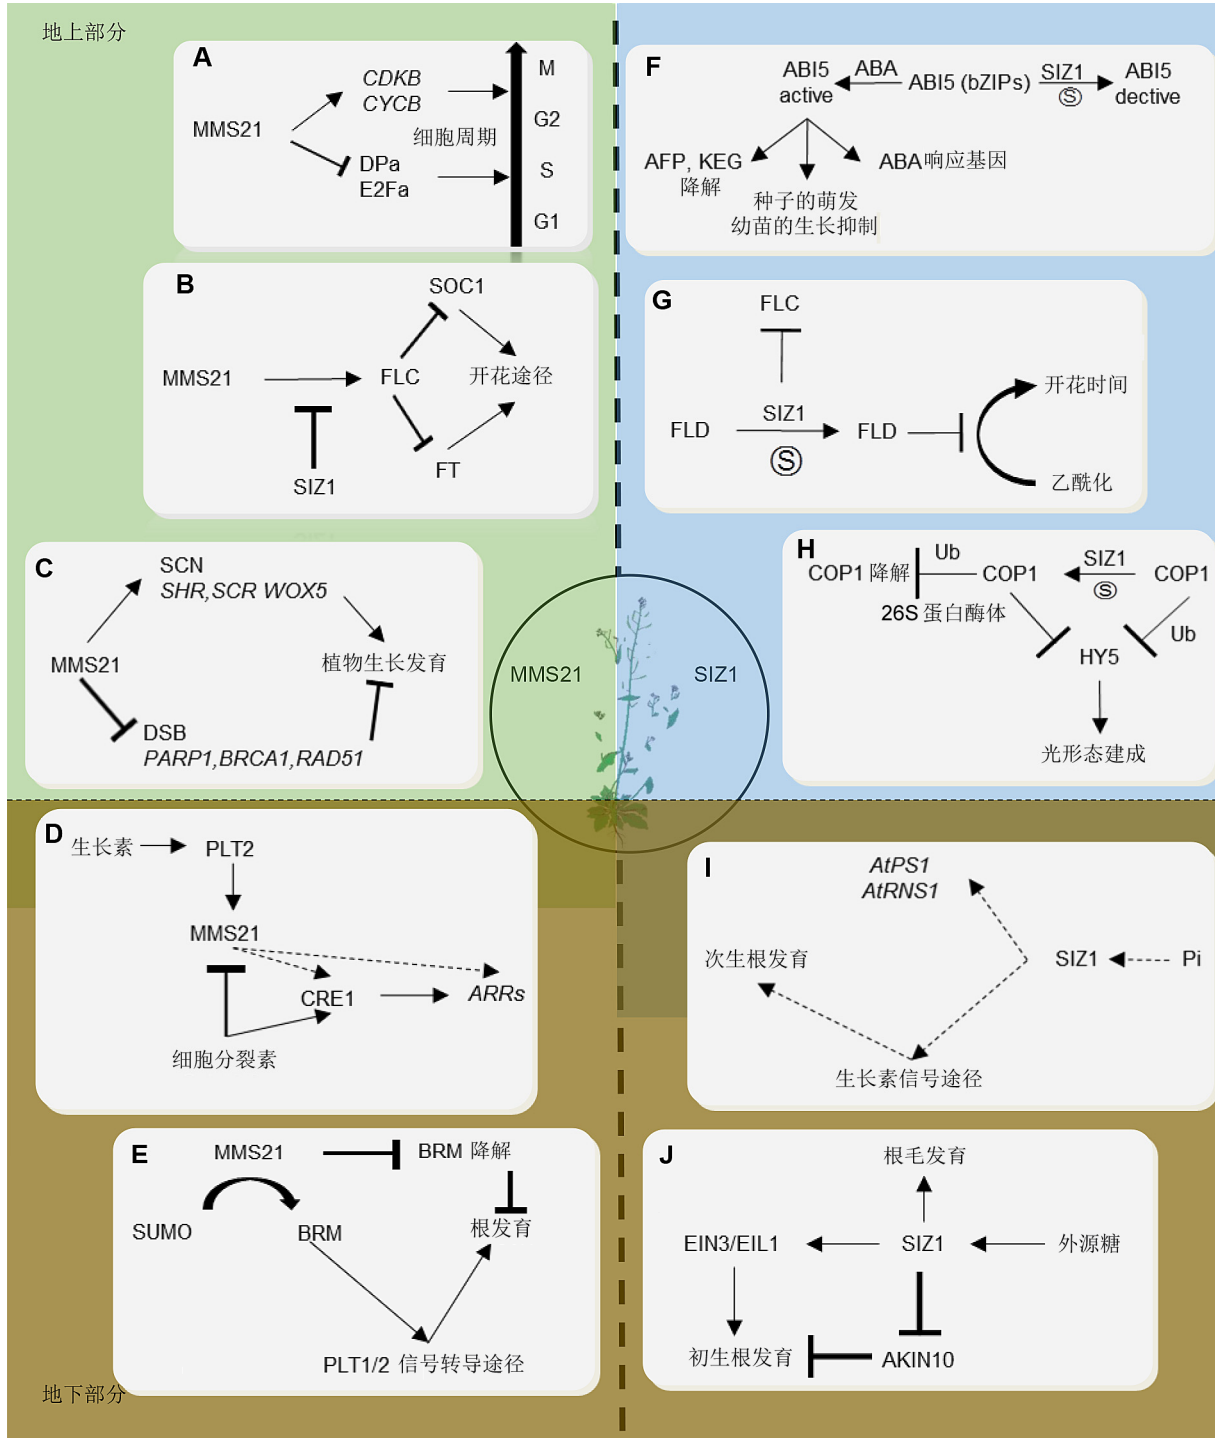 地上部分
A
CDKB
CYCB
MMS21
细胞周期
DPa
E2Fa
M
G2
S
G1
B
SOC1
MMS21
FLC
开花途径
FT
SIZ1
C
SCN
SHR,SCR WOX5
MMS21
植物生长发育
DSB
PARP1,BRCA1,RAD51
MMS21
SIZ1
F
ABI5
active
ABA
ABI5 (bZIPs)
SIZ1
S
ABI5
dective
AFP, KEG
降解
种子的萌发
幼苗的生长抑制
ABA响应基因
G
FLC
FLD
SIZ1
S
FLD
开花时间
乙酰化
H
COP1 降解
Ub
COP1
SIZ1
S
COP1
26S 蛋白酶体
HY5
Ub
光形态建成
D
生长素
PLT2
MMS21
CRE1
ARRs
细胞分裂素
E
MMS21
BRM 降解
SUMO
BRM
根发育
PLT1/2 信号转导途径
I
AtPS1
AtRNS1
次生根发育
SIZ1
Pi
生长素信号途径
J
根毛发育
EIN3/EIL1
SIZ1
外源糖
初生根发育
AKIN10
地下部分